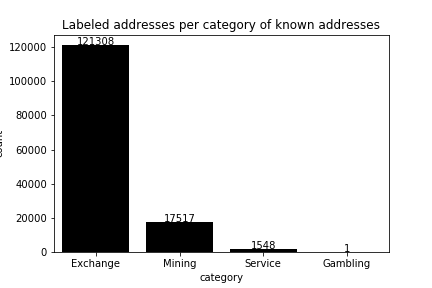 Labeled addresses per category of known addresses
120000
100000
80000
60000
40000
20000
0
121308
17517
1548
1
Exchange
Mining
Service
Gambling
category